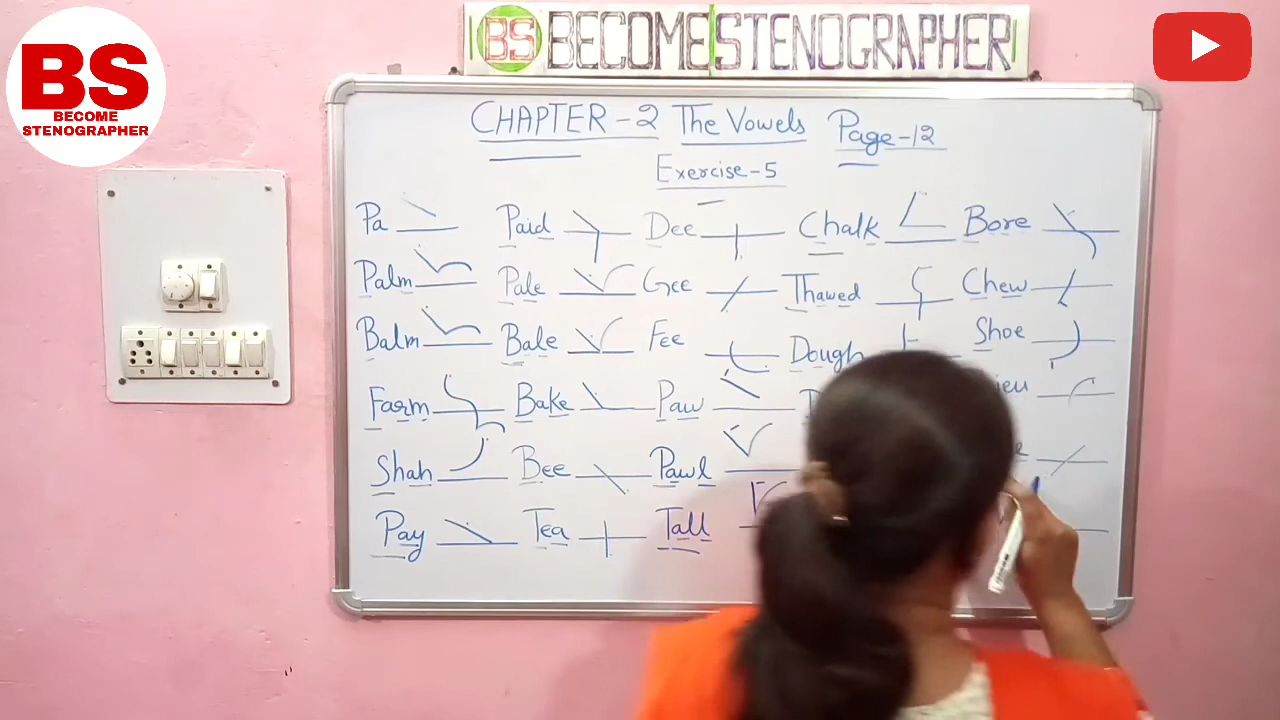 BS
BECOME
STENOGRAPHER
BS BECOME STENOGRAPHER
CHAPTER-2 The Vowels Page-12
Exercise-5
Pa Paid Dee Chalk Bore
Palm Pale Gee Thawed Chew
Balm Bale Fee Dough Shoe
Farm Bake Paw
Shah Bee Pawl
Pay Tea Tall